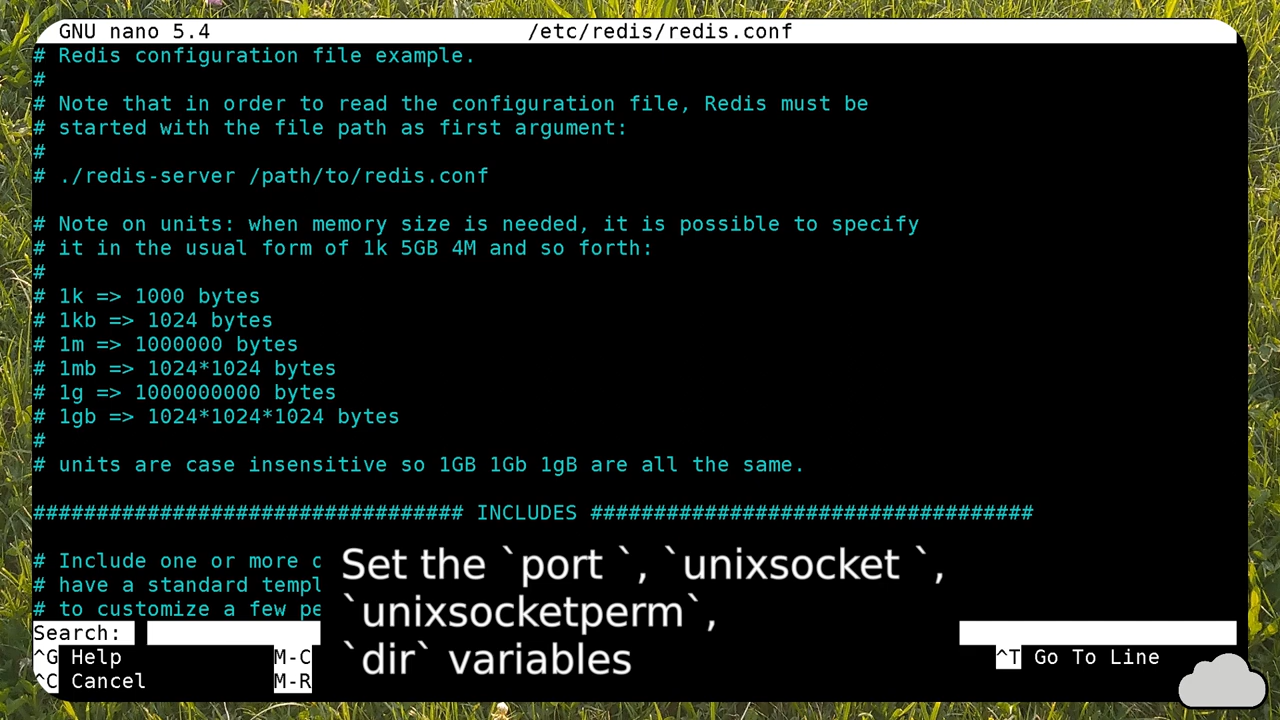 GNU nano 5.4 /etc/redis/redis.conf
# Redis configuration file example.
#
# Note that in order to read the configuration file, Redis must be
# started with the file path as first argument:
#
# ./redis-server /path/to/redis.conf
# Note on units: when memory size is needed, it is possible to specify
# it in the usual form of 1k 5GB 4M and so forth:
#
# 1k => 1000 bytes
# 1kb => 1024 bytes
# 1m => 1000000 bytes
# 1mb => 1024*1024 bytes
# 1g => 1000000000 bytes
# 1gb => 1024*1024*1024 bytes
#
# units are case insensitive so 1GB 1Gb 1gB are all the same.
################################## INCLUDES ###################################
# Include one or more
# have a standard templ
# to customize a few pe
Set the `port `, `unixsocket `,
`unixsocketperm`,
`dir` variables
Search:
^G Help M-C ^T Go To Line
^C Cancel M-R